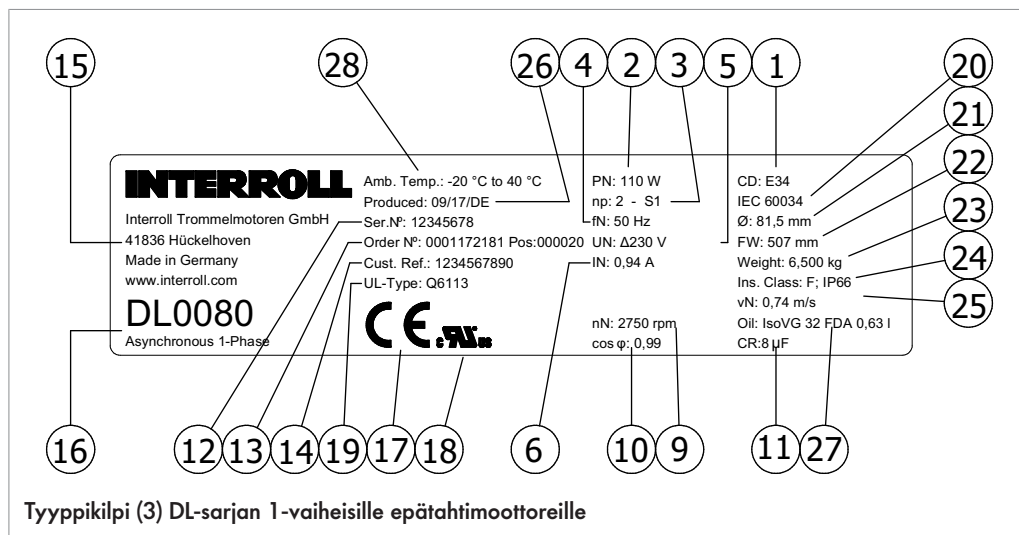 15 28 26 4 2 3 5 1 20
21
22
23
24
25
INTERROLL
Interroll Trommelmotoren GmbH
41836 Hückelhoven
Made in Germany
www.interroll.com
DL0080
Asynchronous 1-Phase
Amb. Temp.: -20 °C to 40 °C
Produced: 09/17/DE
Ser.Nº: 12345678
Order Nº: 0001172181 Pos:000020
Cust. Ref.: 1234567890
UL-Type: Q6113
CE c US
PN: 110 W
np: 2 - S1
fN: 50 Hz
UN: Δ230 V
IN: 0,94 A
nN: 2750 rpm
cos φ: 0,99
CD: E34
IEC 60034
Ø: 81,5 mm
FW: 507 mm
Weight: 6,500 kg
Ins. Class: F; IP66
vN: 0,74 m/s
Oil: IsoVG 32 FDA 0,63 l
CR:8 µF
16 12 13 14 19 17 18 6 10 9 11 27
Tyyppikilpi (3) DL-sarjan 1-vaiheisille epätahtimoottoreille